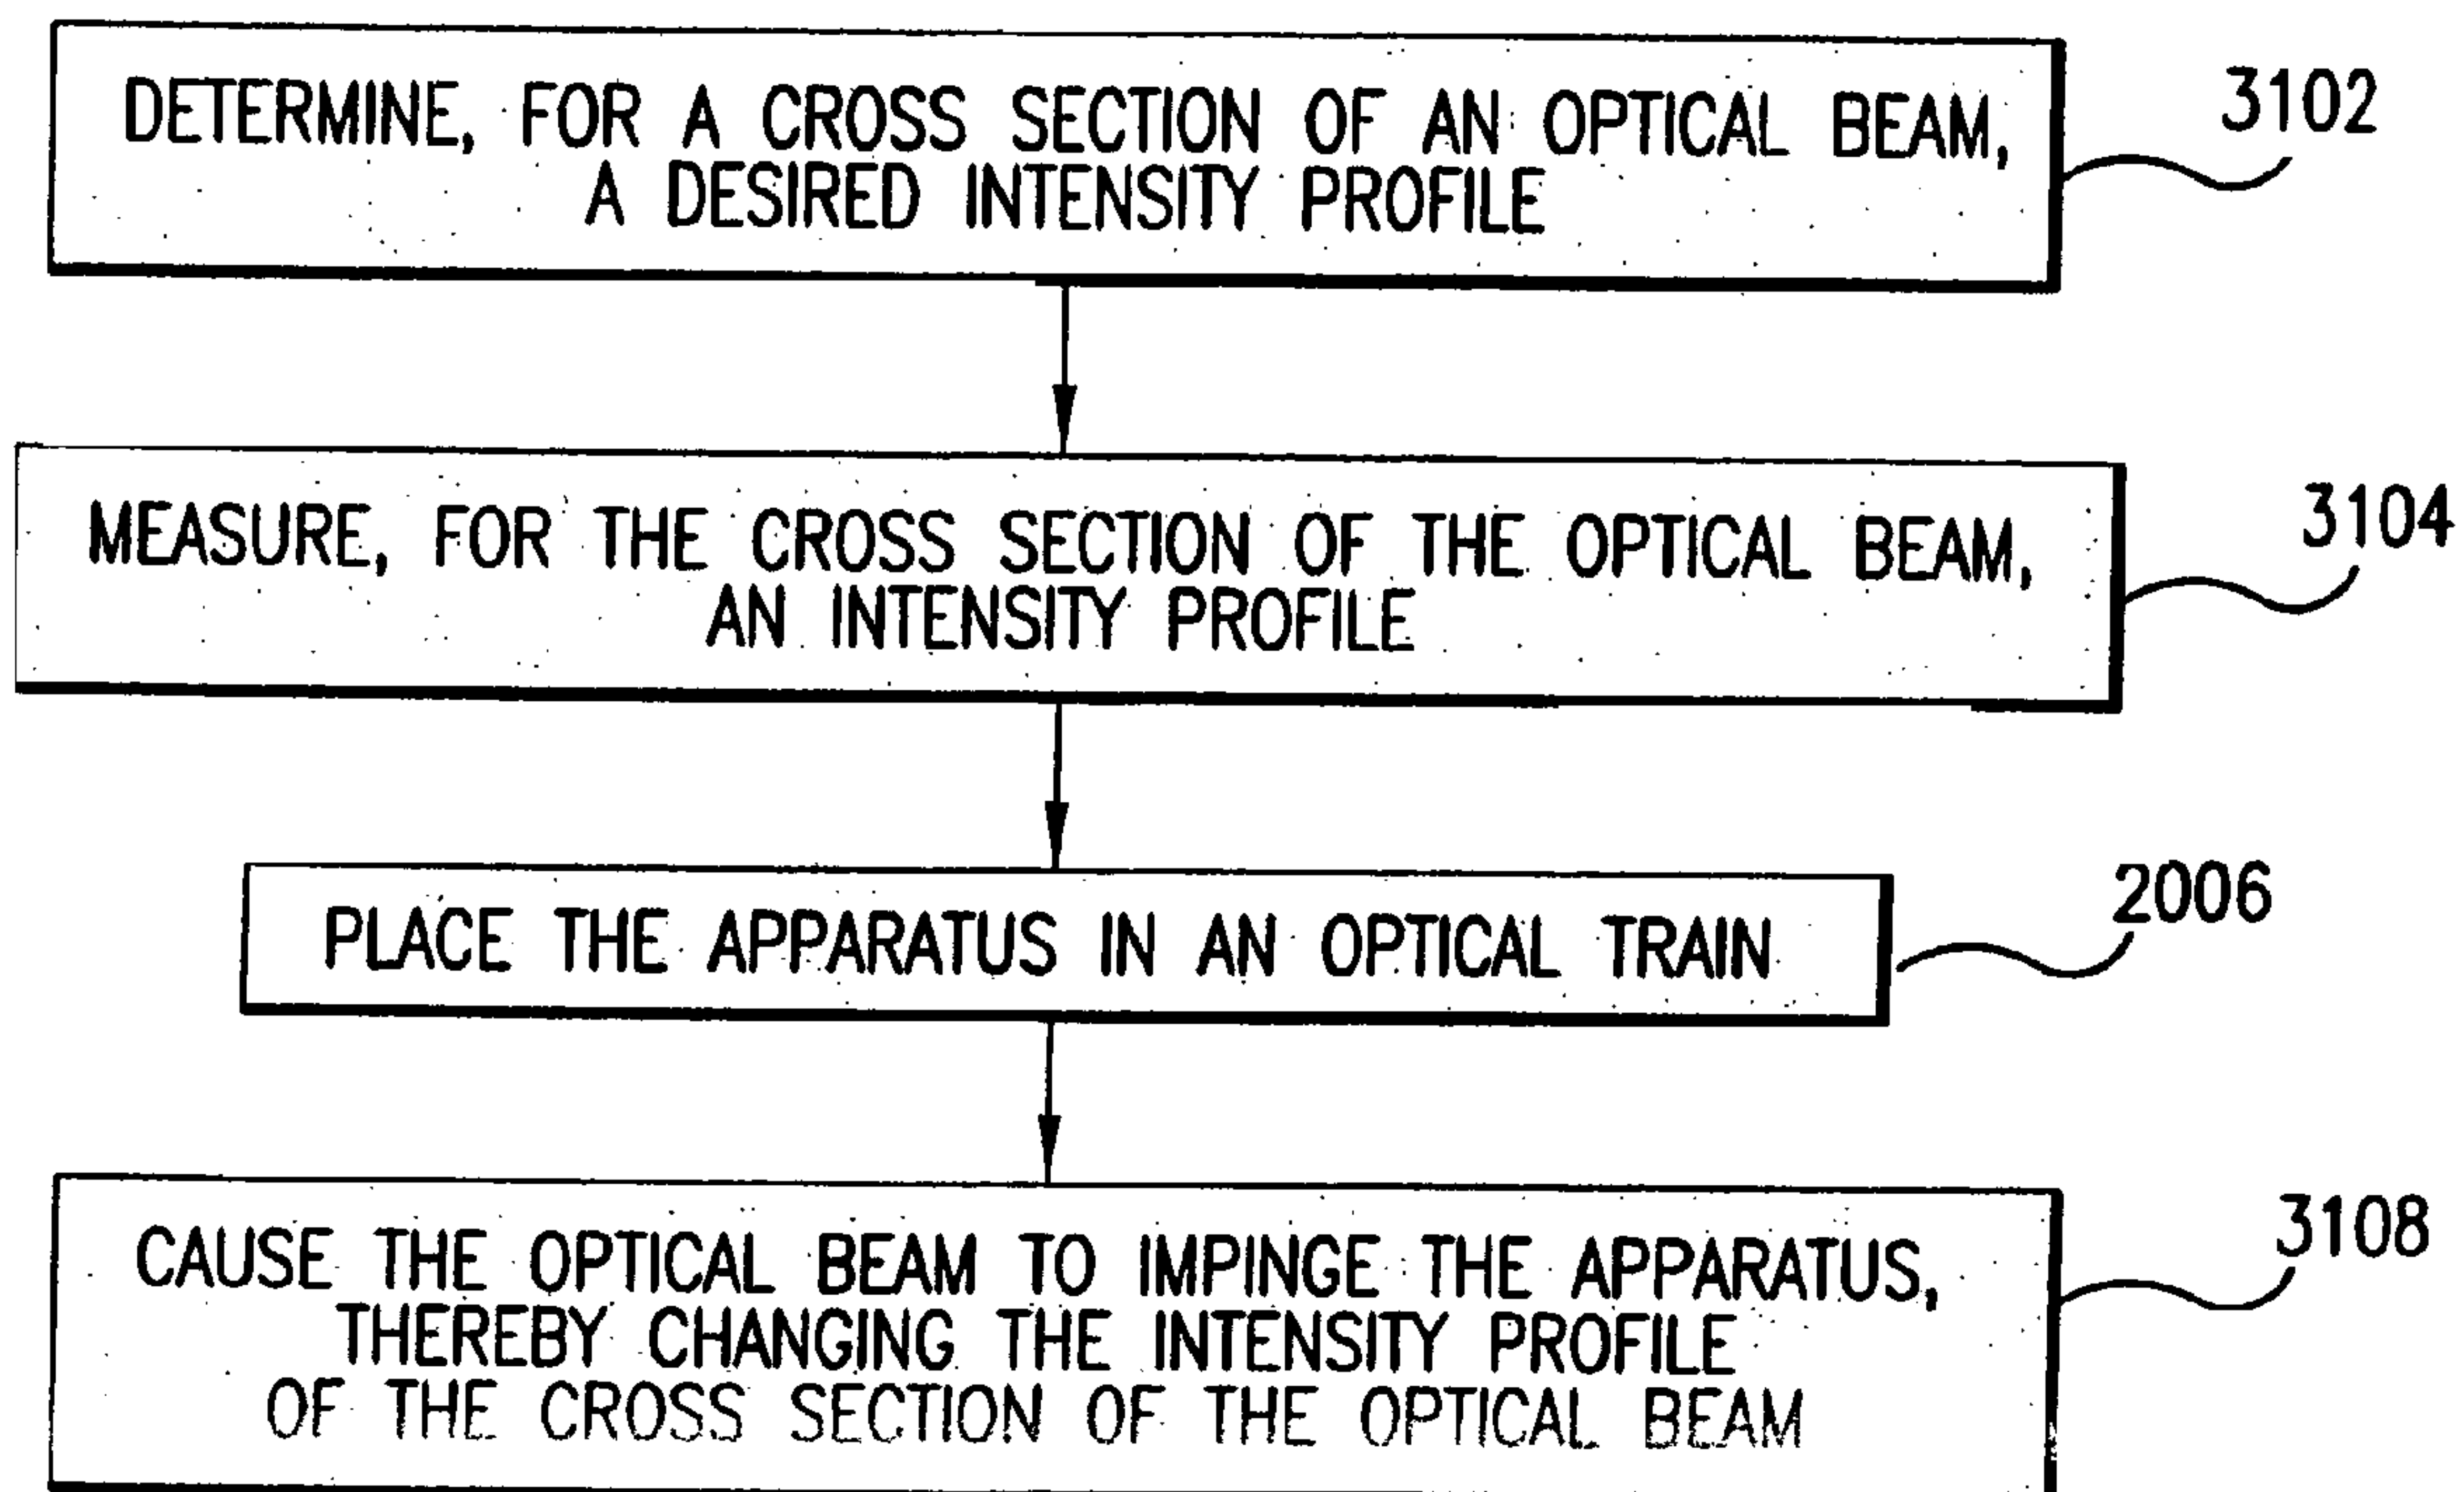 DETERMINE, FOR A CROSS SECTION OF AN OPTICAL BEAM,
A DESIRED INTENSITY PROFILE
3102
MEASURE, FOR THE CROSS SECTION OF THE OPTICAL BEAM,
AN INTENSITY PROFILE
3104
PLACE THE APPARATUS IN AN OPTICAL TRAIN
2006
CAUSE THE OPTICAL BEAM TO IMPINGE THE APPARATUS,
THEREBY CHANGING THE INTENSITY PROFILE
OF THE CROSS SECTION OF THE OPTICAL BEAM
3108